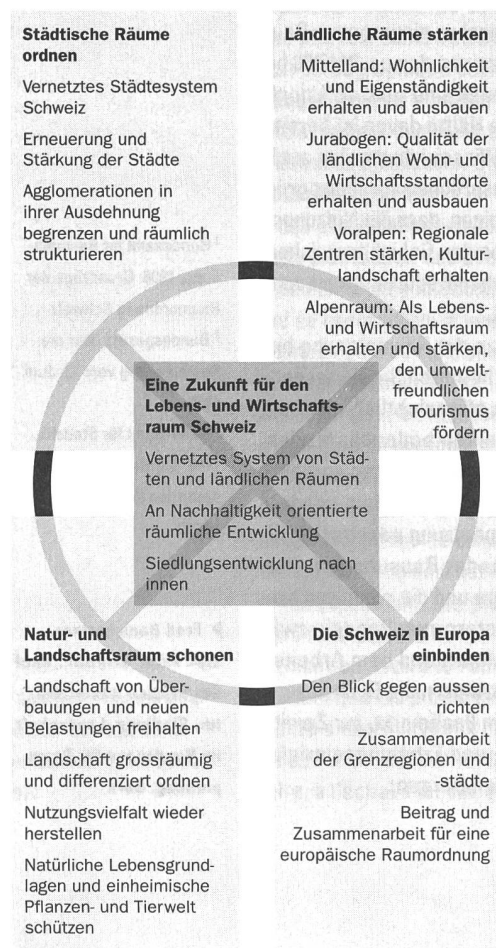 Städtische Räume
ordnen
Vernetztes Städtesystem
Schweiz
Erneuerung und
Stärkung der Städte
Agglomerationen in
ihrer Ausdehnung
begrenzen und räumlich
strukturieren
Ländliche Räume stärken
Mittelland: Wohnlichkeit
und Eigenständigkeit
erhalten und ausbauen
Jurabogen: Qualität der
ländlichen Wohn- und
Wirtschaftsstandorte
erhalten und ausbauen
Voralpen: Regionale
Zentren stärken, Kultur-
landschaft erhalten
Alpenraum: Als Lebens-
und Wirtschaftsraum
erhalten und stärken,
den umwelt-
freundlichen
Tourismus
fördern
Eine Zukunft für den
Lebens- und Wirtschafts-
raum Schweiz
Vernetztes System von Städ-
ten und ländlichen Räumen
An Nachhaltigkeit orientierte
räumliche Entwicklung
Siedlungsentwicklung nach
innen
Natur- und
Landschaftsraum schonen
Landschaft von Über-
bauungen und neuen
Belastungen freihalten
Landschaft grossräumig
und differenziert ordnen
Nutzungsvielfalt wieder
herstellen
Natürliche Lebensgrund-
lagen und einheimische
Pflanzen- und Tierwelt
schützen
Die Schweiz in Europa
einbinden
Den Blick gegen aussen
richten
Zusammenarbeit
der Grenzregionen und
-städte
Beitrag und
Zusammenarbeit für eine
europäische Raumordnung